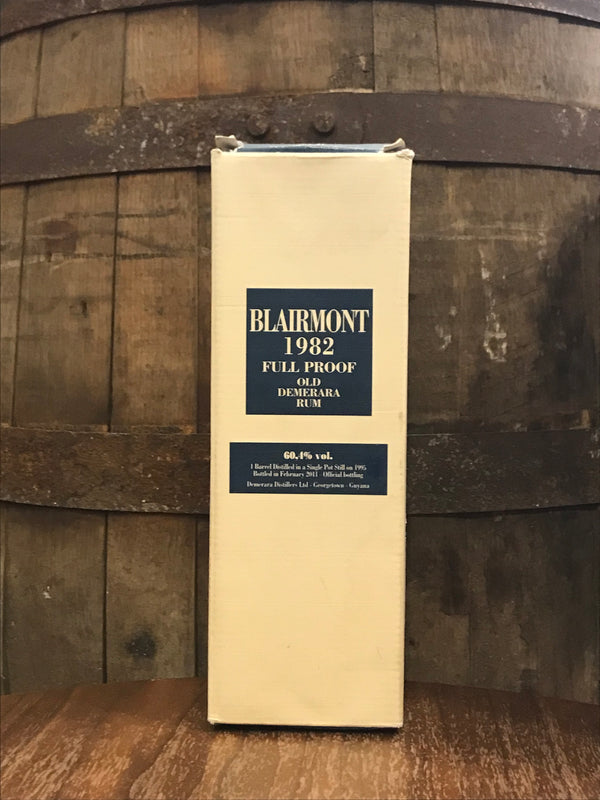 BLAIRMONT
1982
FULL PROOF
OLD
DEMERARA
RUM
60.4% vol.
1 Barrel Distilled in a Single Pot Still on 1995
Bottled in February 2011 - Official bottling
Demerara Distillers Ltd - Georgetown - Guyana